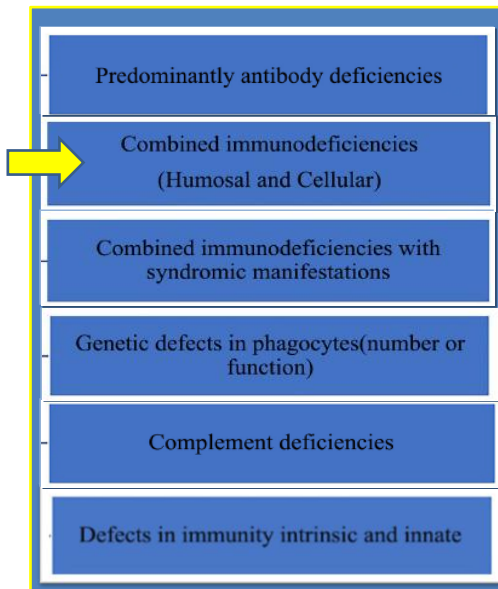 Predominantly antibody deficiencies
Combined immunodeficiencies
(Humosal and Cellular)
Combined immunodeficiencies with
syndromic manifestations
Genetic defects in phagocytes(number or
function)
Complement deficiencies
Defects in immunity intrinsic and innate